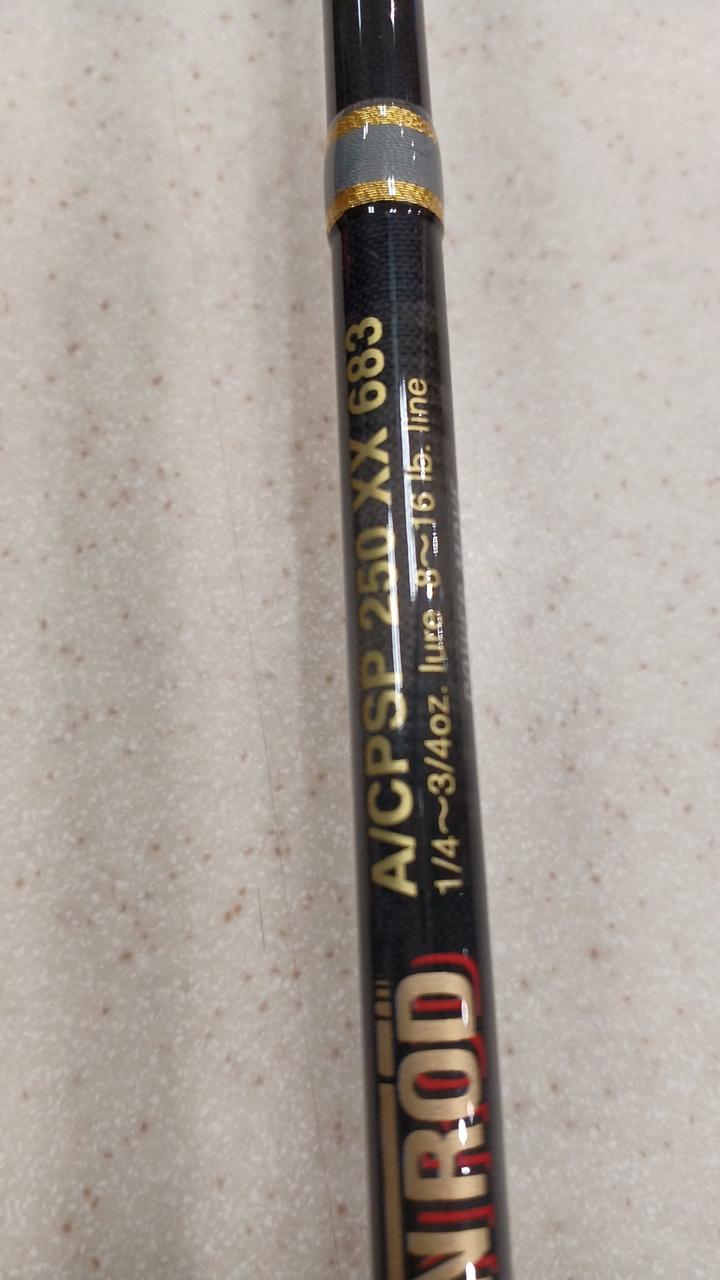 A/CPSP 250 XX 683
1/4~3/4oz. lure 8~16 lb. line
NROD